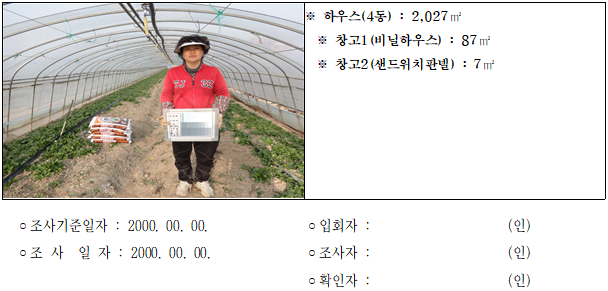 ※ 하우스(4동) : 2,027㎡
※ 창고1(비닐하우스) : 87㎡
※ 창고2(샌드위치판넬) : 7㎡
○ 조사기준일자 : 2000. 00. 00.
○ 입회자 : (인)
○ 조 사 일 자 : 2000. 00. 00.
○ 조사자 : (인)
○ 확인자 : (인)